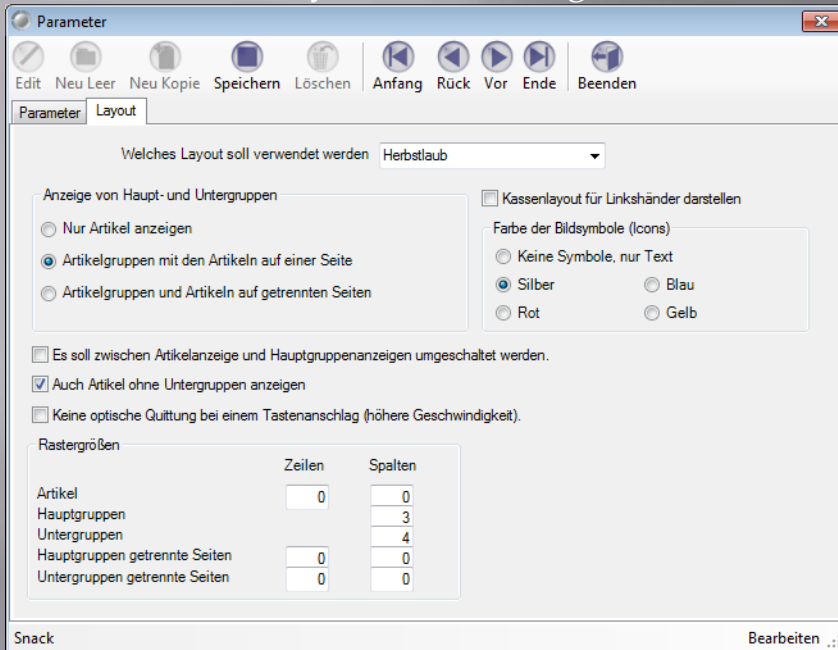 Parameter
Edit Neu Leer Neu Kopie Speichern Löschen Anfang Rück Vor Ende Beenden
Parameter Layout
Welches Layout soll verwendet werden Herbstlaub
Anzeige von Haupt- und Untergruppen
Kassenlayout für Linkshänder darstellen
Nur Artikel anzeigen
Farbe der Bildsymbole (Icons)
Artikelgruppen mit den Artikeln auf einer Seite
Keine Symbole, nur Text
Artikelgruppen und Artikeln auf getrennten Seiten
Silber Blau
Rot Gelb
Es soll zwischen Artikelanzeige und Hauptgruppenanzeigen umgeschaltet werden.
Auch Artikel ohne Untergruppen anzeigen
Keine optische Quittung bei einem Tastenanschlag (höhere Geschwindigkeit).
Rastergrößen
Zeilen Spalten
Artikel 0 0
Hauptgruppen 3
Untergruppen 4
Hauptgruppen getrennte Seiten 0 0
Untergruppen getrennte Seiten 0 0
Snack Bearbeiten